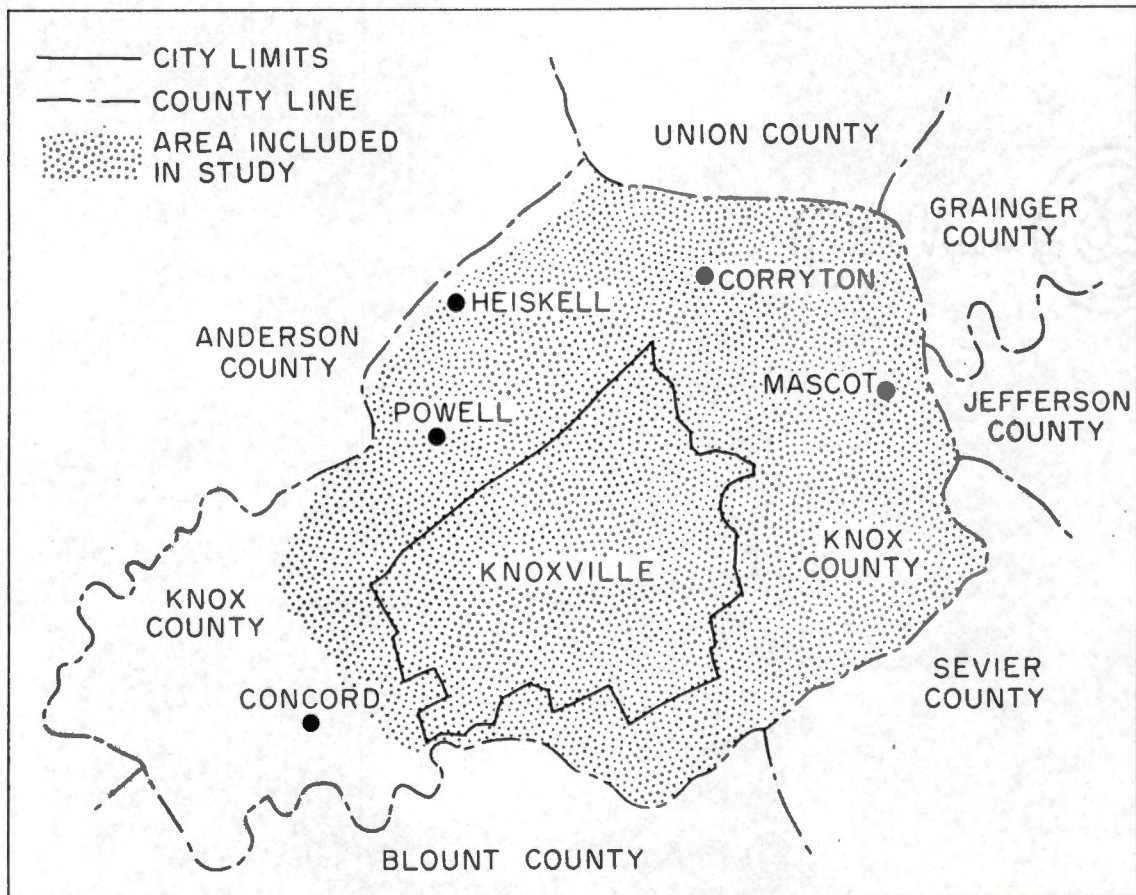 CITY LIMITS
COUNTY LINE
AREA INCLUDED
IN STUDY
UNION COUNTY
GRAINGER
COUNTY
CORRYTON
HEISKELL
ANDERSON
COUNTY
MASCOT
JEFFERSON
COUNTY
POWELL
KNOX
COUNTY
KNOXVILLE
KNOX
COUNTY
SEVIER
COUNTY
CONCORD
BLOUNT COUNTY